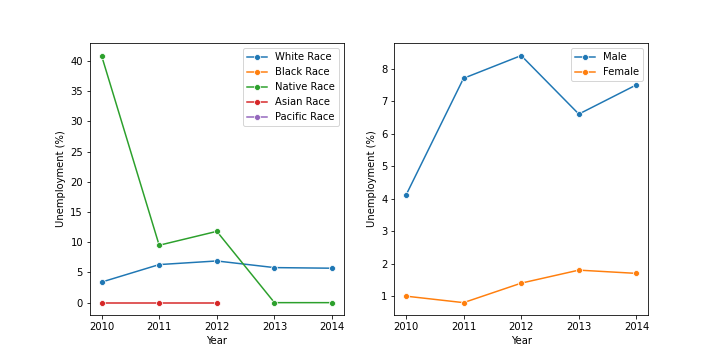 40
35
30
25
20
15
10
5
0
Unemployment (%)
2010 2011 2012 2013 2014
Year
White Race
Black Race
Native Race
Asian Race
Pacific Race
8
7
6
5
4
3
2
1
Unemployment (%)
2010 2011 2012 2013 2014
Year
Male
Female